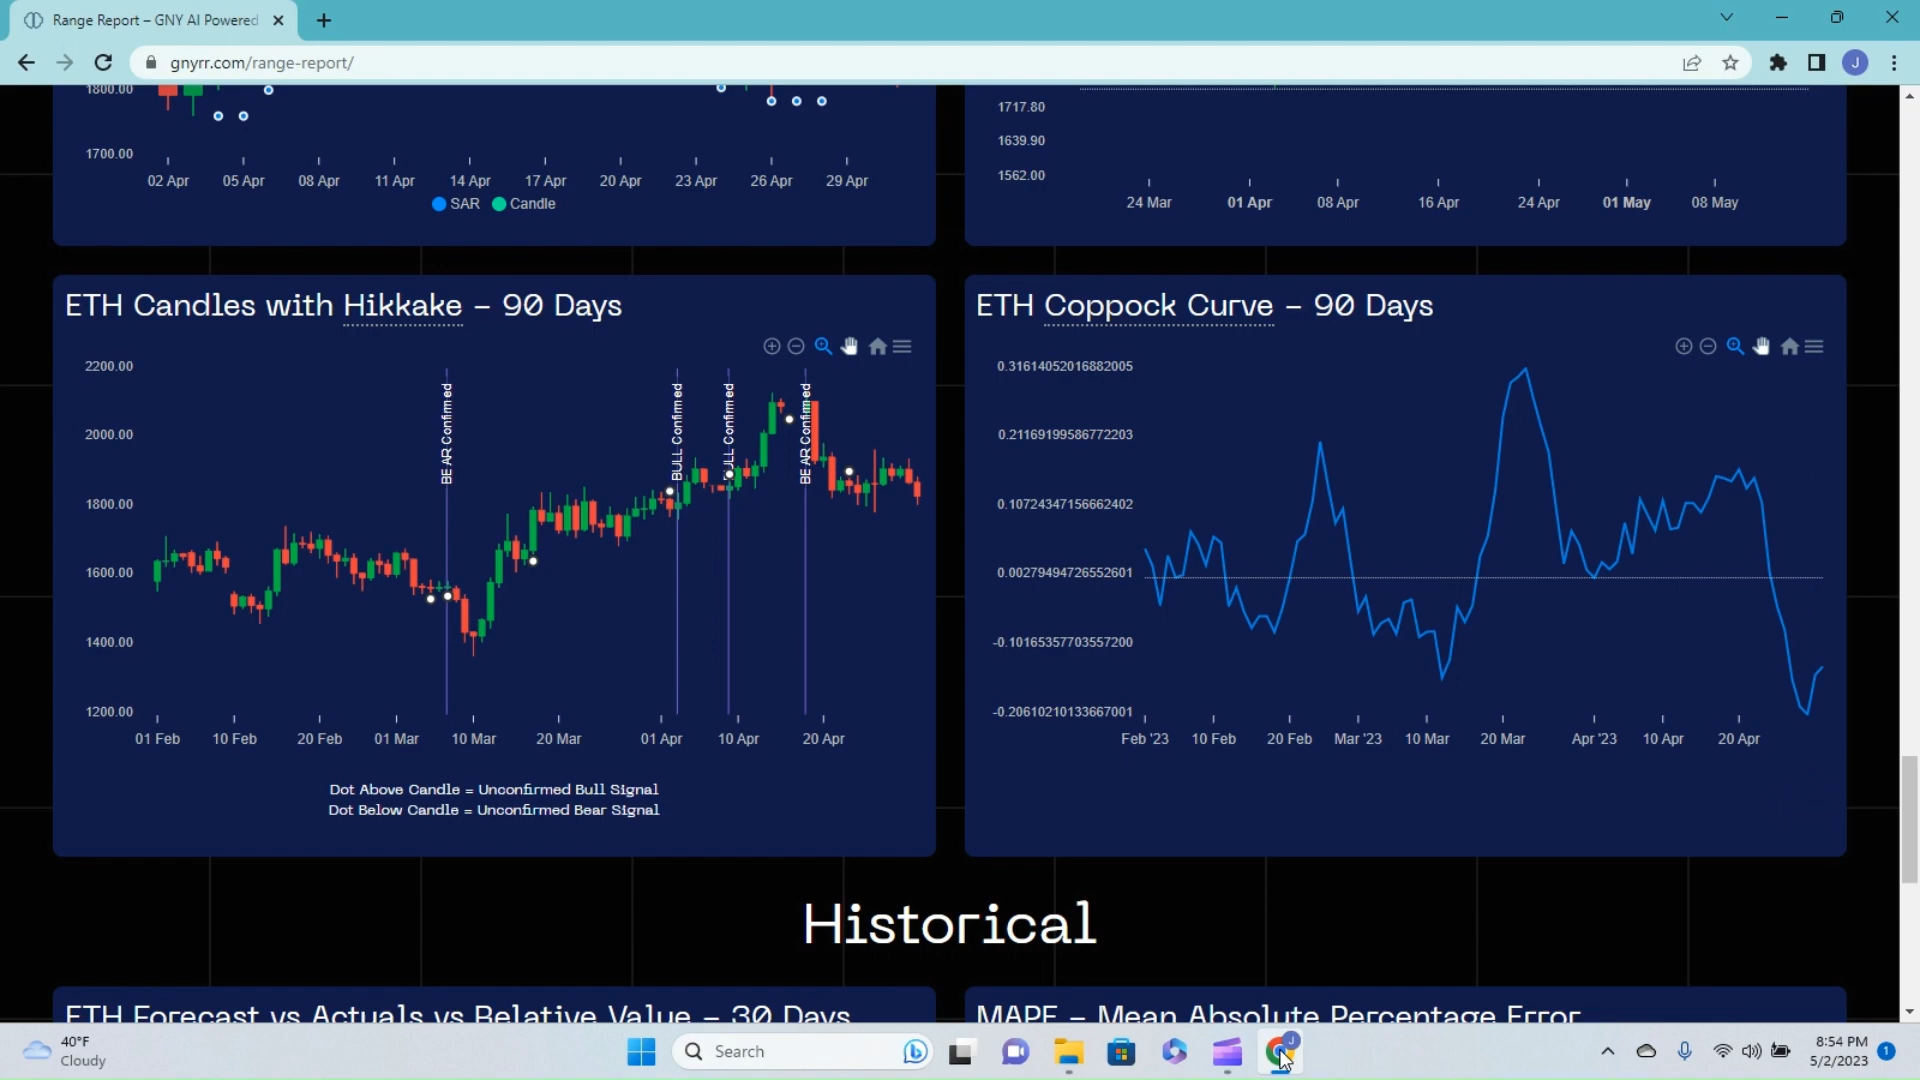 Range Report – GNY AI Powered
gnyrr.com/range-report/
J
1800.00
1700.00
02 Apr 05 Apr 08 Apr 11 Apr 14 Apr 17 Apr 20 Apr 23 Apr 26 Apr 29 Apr
SAR Candle
1717.80
1639.90
1562.00
24 Mar 01 Apr 08 Apr 16 Apr 24 Apr 01 May 08 May
ETH Candles with Hikkake – 90 Days
2200.00
2000.00
1800.00
1600.00
1400.00
1200.00
BEAR Confirmed
BULL Confirmed
BULL Confirmed
BEAR Confirmed
01 Feb 10 Feb 20 Feb 01 Mar 10 Mar 20 Mar 01 Apr 10 Apr 20 Apr
Dot Above Candle = Unconfirmed Bull Signal
Dot Below Candle = Unconfirmed Bear Signal
ETH Coppock Curve – 90 Days
0.31614052016882005
0.21169199586772203
0.10724347156662402
0.00279494726552601
-0.10165357703557200
-0.20610210133667001
Feb '23 10 Feb 20 Feb Mar '23 10 Mar 20 Mar Apr '23 10 Apr 20 Apr
Historical
ETH Forecast vs Actuals vs Relative Value – 30 Days
MAPE – Mean Absolute Percentage Error
40°F
Cloudy
Search
J
8:54 PM
5/2/2023
1